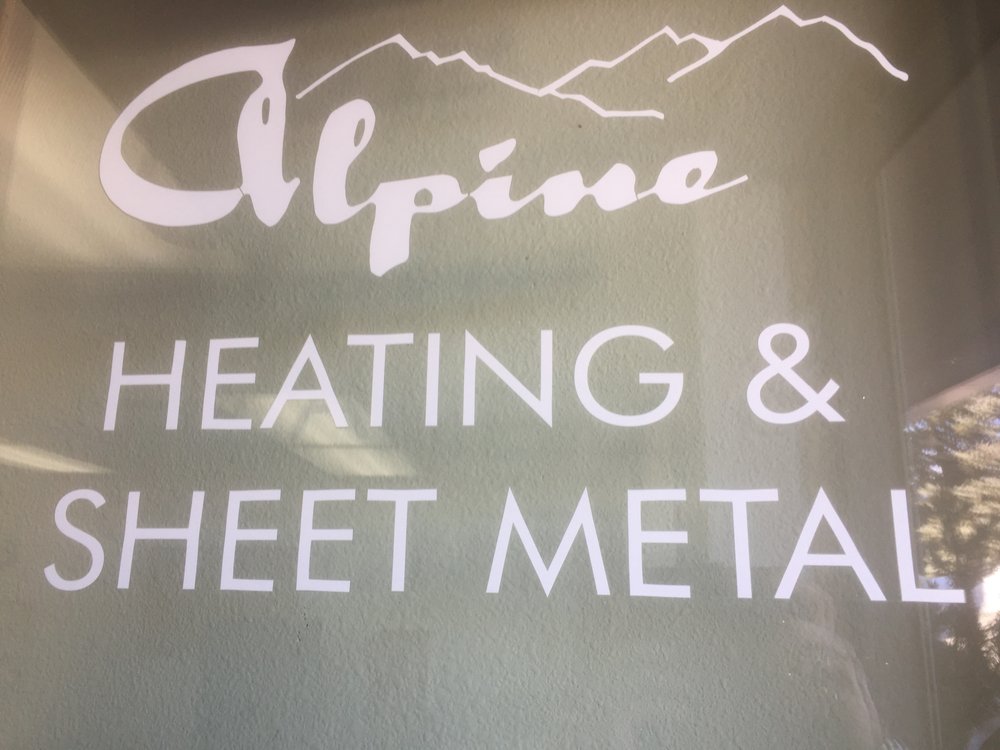 Alpine
HEATING &
SHEET METAL